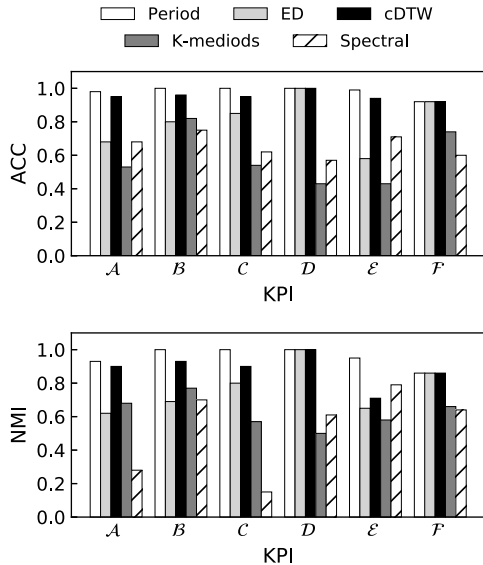 Period ED cDTW
K-mediods Spectral
1.0
0.8
0.6
0.4
0.2
0.0
ACC
𝒜 ℬ 𝒞 𝒟 ℰ ℱ
KPI
1.0
0.8
0.6
0.4
0.2
0.0
NMI
𝒜 ℬ 𝒞 𝒟 ℰ ℱ
KPI